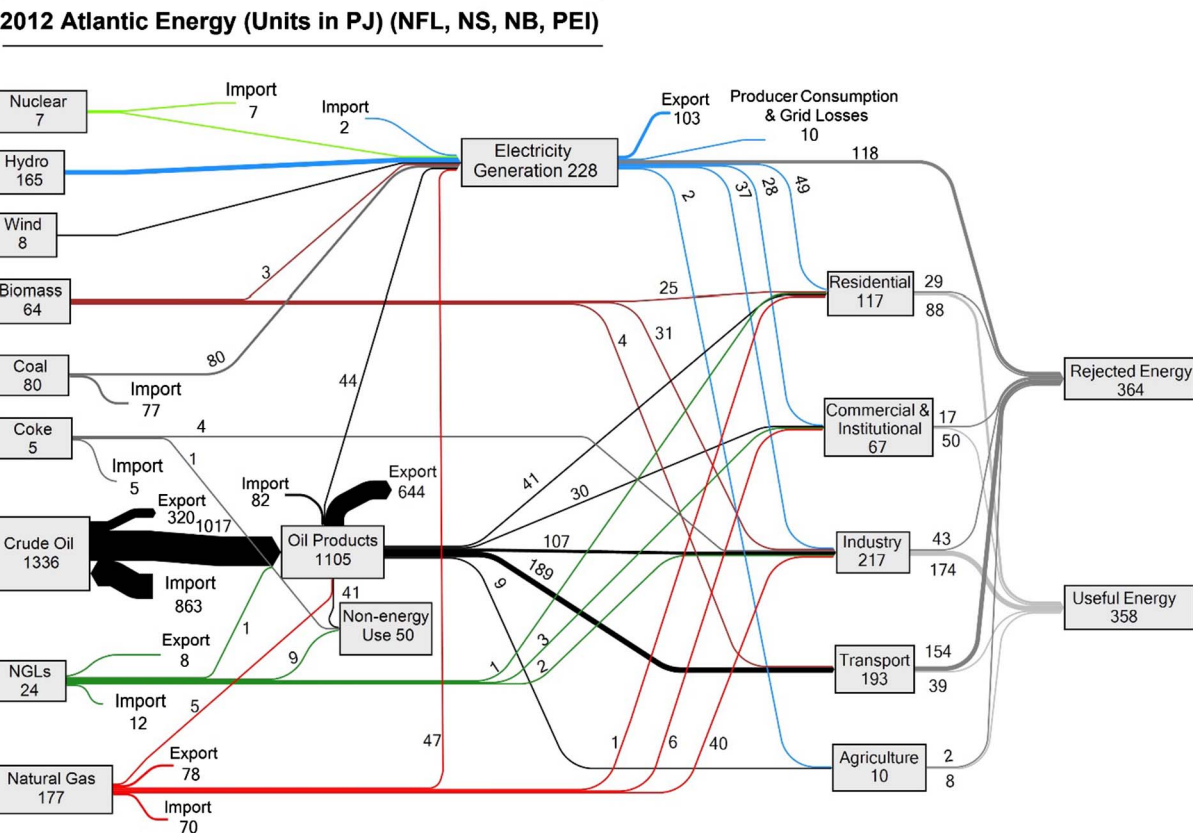 2012 Atlantic Energy (Units in PJ) (NFL, NS, NB, PEI)
Nuclear
7
Import
7
Import
2
Export
103
Producer Consumption
& Grid Losses
10
Hydro
165
Electricity
Generation 228
118
Wind
8
2
37
28
49
Biomass
64
3
25
31
4
Residential
117
29
88
Coal
80
80
Import
77
44
Rejected Energy
364
Coke
5
4
1
Import
5
Commercial &
Institutional
67
17
50
Crude Oil
1336
Export
320
1017
Import
863
Import
82
Export
644
Oil Products
1105
41
30
107
189
9
Industry
217
43
174
41
Non-energy
Use 50
Useful Energy
358
NGLs
24
Export
8
Import
12
1
9
1
3
2
Transport
193
154
39
5
Natural Gas
177
Export
78
Import
70
47
1
6
40
Agriculture
10
2
8